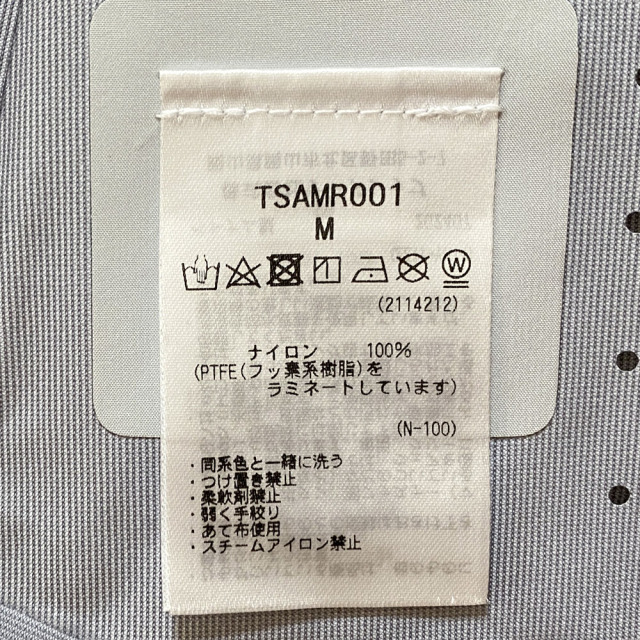 TSAMR001
M
W
(2114212)
ナイロン 100%
(PTFE(フッ素系樹脂)を
ラミネートしています)
(N-100)
・同系色と一緒に洗う
・つけ置き禁止
・柔軟剤禁止
・弱く手絞り
・あて布使用
・スチームアイロン禁止